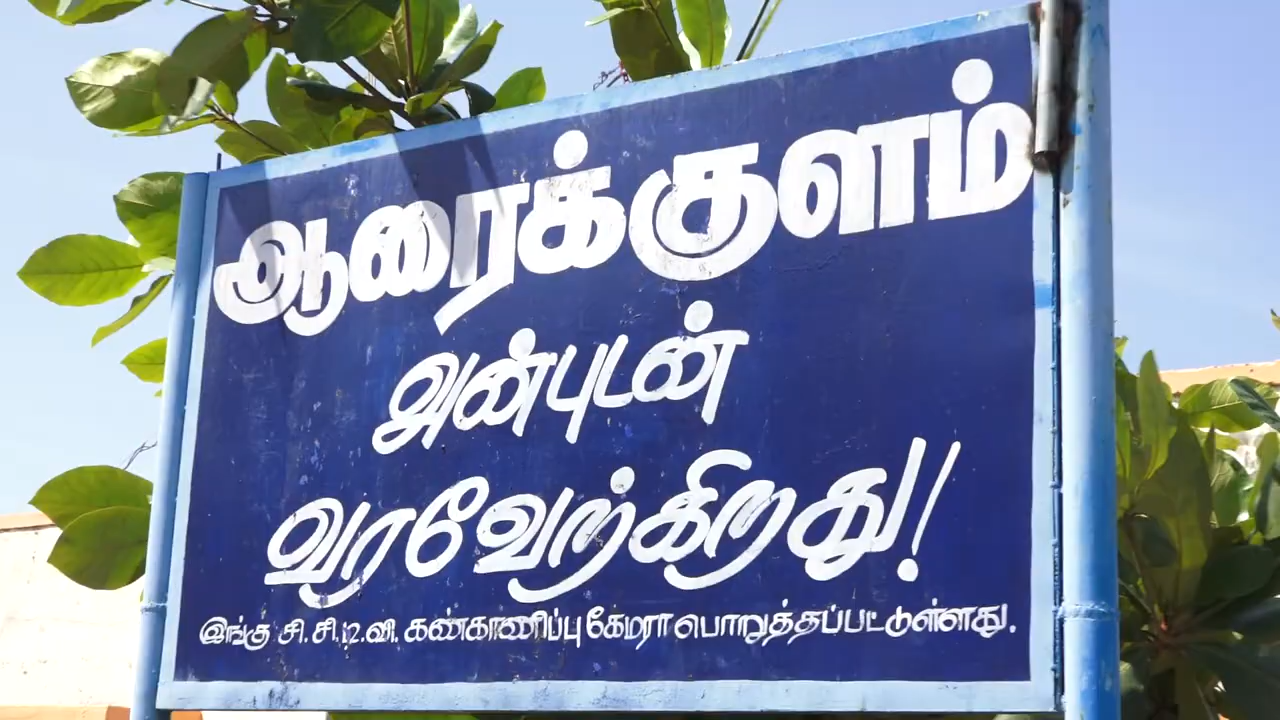 ஆரைக்குளம்
அன்புடன்
வரவேற்கிறது!
இங்கு சி.சி.டி.வி. கண்காணிப்பு கேமரா பொறுத்தப்பட்டுள்ளது.